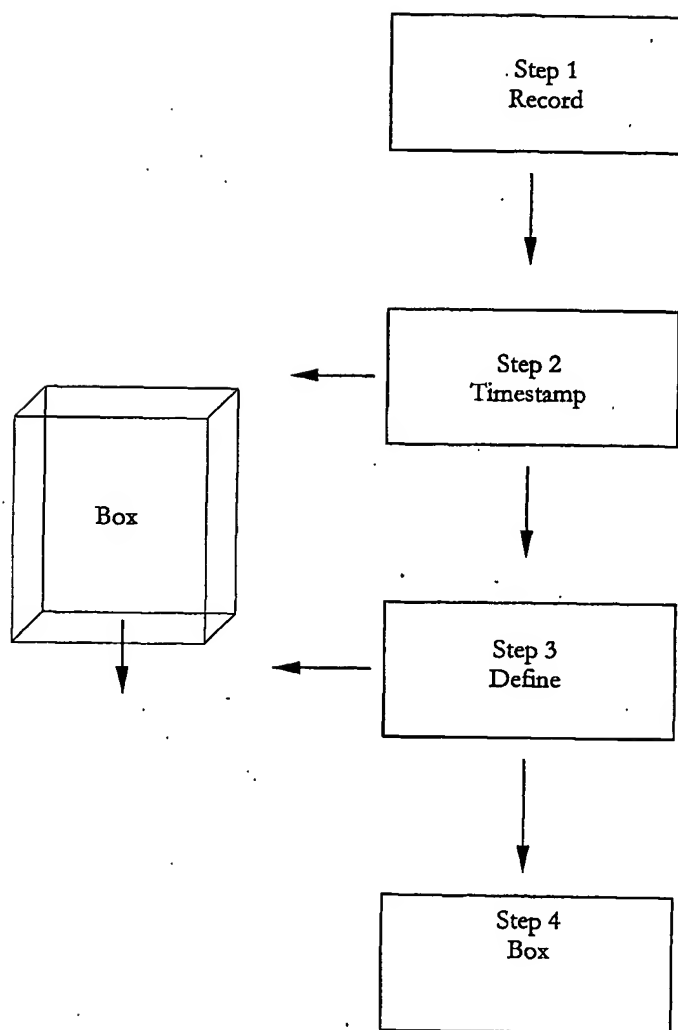 Step 1
Record
Step 2
Timestamp
Box
Step 3
Define
Step 4
Box